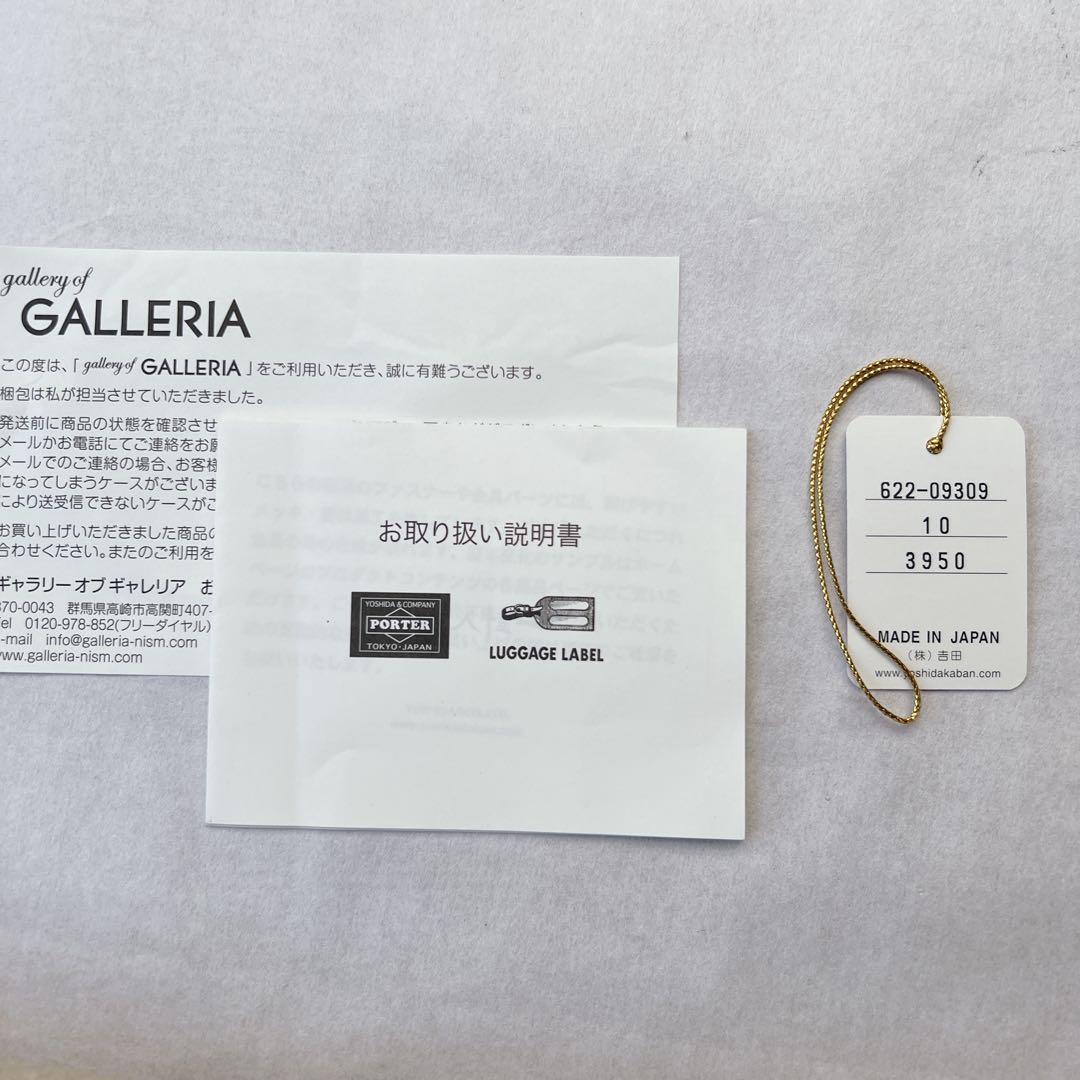 gallery of
GALLERIA
この度は、「gallery of GALLERIA」をご利用いただき、誠に有難うございます。
梱包は私が担当させていただきました。
発送前に商品の状態を確認させ
メールかお電話にてご連絡をお願
メールでのご連絡の場合、お客様
になってしまうケースがございま
により送受信できないケースがご
お買い上げいただきました商品の
合わせください。またのご利用を
ギャラリー オブ ギャレリア お
370-0043 群馬県高崎市高関町407-
Tel 0120-978-852(フリーダイヤル)
e-mail info@galleria-nism.com
www.galleria-nism.com
お取り扱い説明書
YOSHIDA & COMPANY
PORTER
TOKYO・JAPAN
LUGGAGE LABEL
622-09309
10
3950
MADE IN JAPAN
(株)吉田
www.yoshidakaban.com